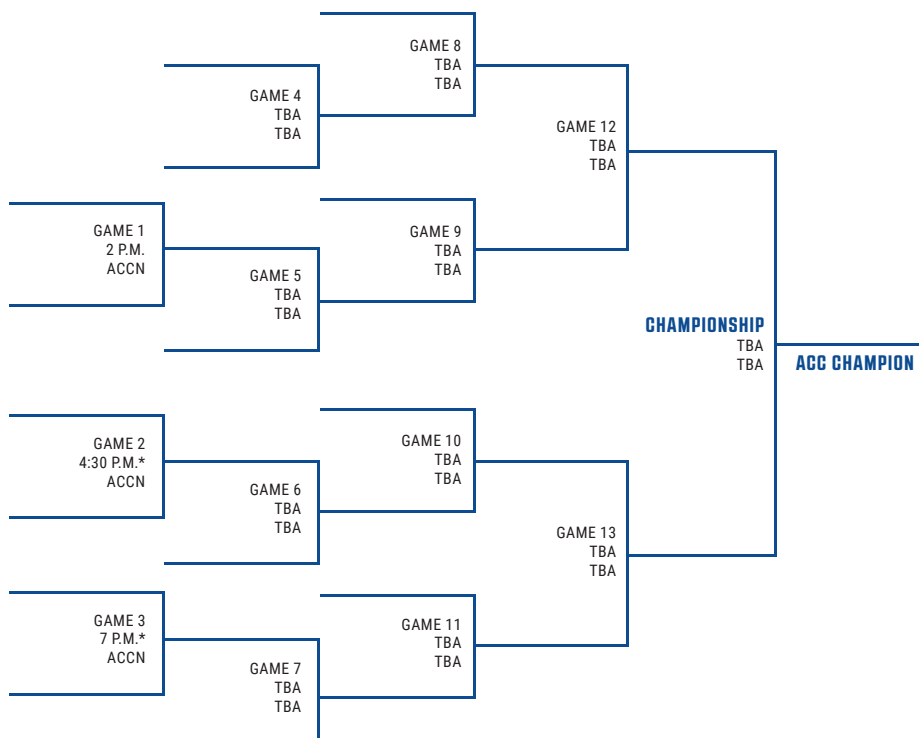 GAME 8
TBA
TBA
GAME 4
TBA
TBA
GAME 12
TBA
TBA
GAME 1
2 P.M.
ACCN
GAME 9
TBA
TBA
GAME 5
TBA
TBA
CHAMPIONSHIP
TBA
TBA
ACC CHAMPION
GAME 2
4:30 P.M.*
ACCN
GAME 10
TBA
TBA
GAME 6
TBA
TBA
GAME 13
TBA
TBA
GAME 3
7 P.M.*
ACCN
GAME 11
TBA
TBA
GAME 7
TBA
TBA